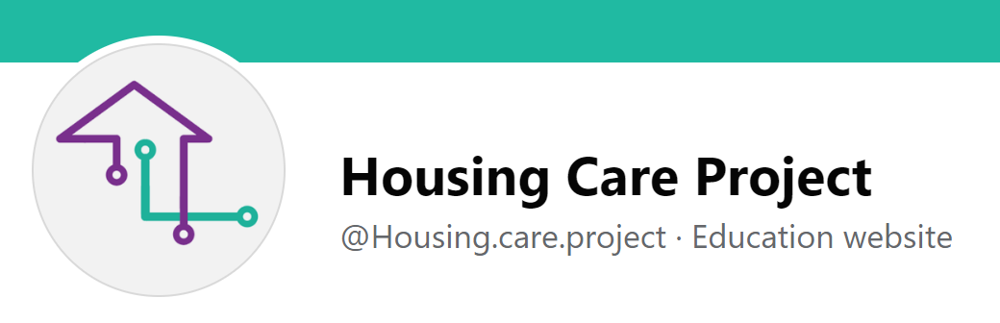 Housing Care Project
@Housing.care.project · Education website